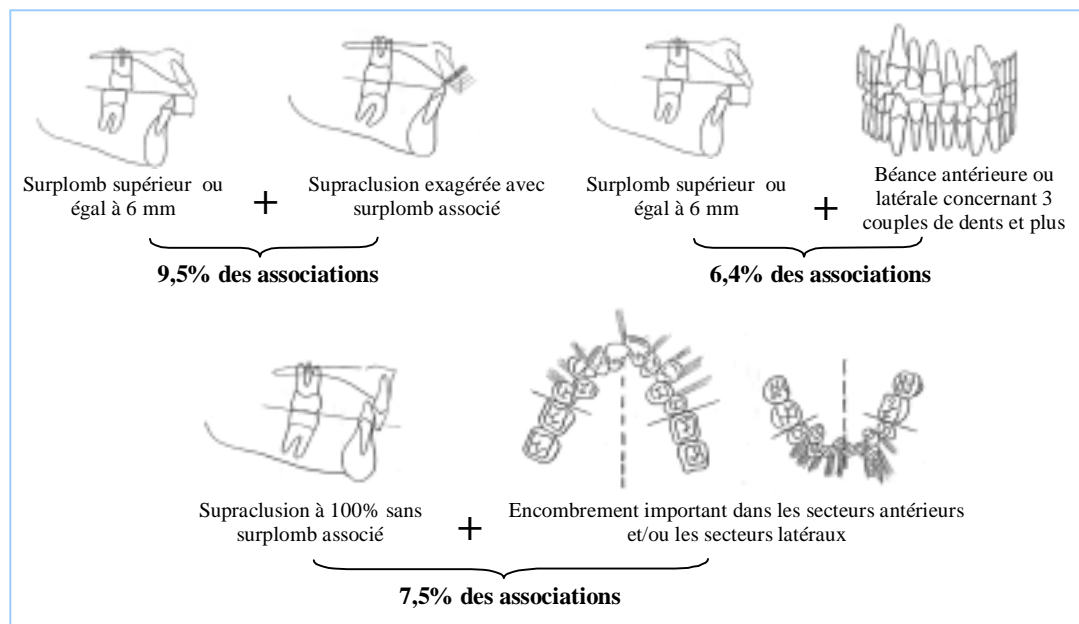 Surplomb supérieur ou
égal à 6 mm
+
Supraclusion exagérée avec
surplomb associé
9,5% des associations
Surplomb supérieur ou
égal à 6 mm
+
Béance antérieure ou
latérale concernant 3
couples de dents et plus
6,4% des associations
Supraclusion à 100% sans
surplomb associé
+
Encombrement important dans les secteurs antérieurs
et/ou les secteurs latéraux
7,5% des associations